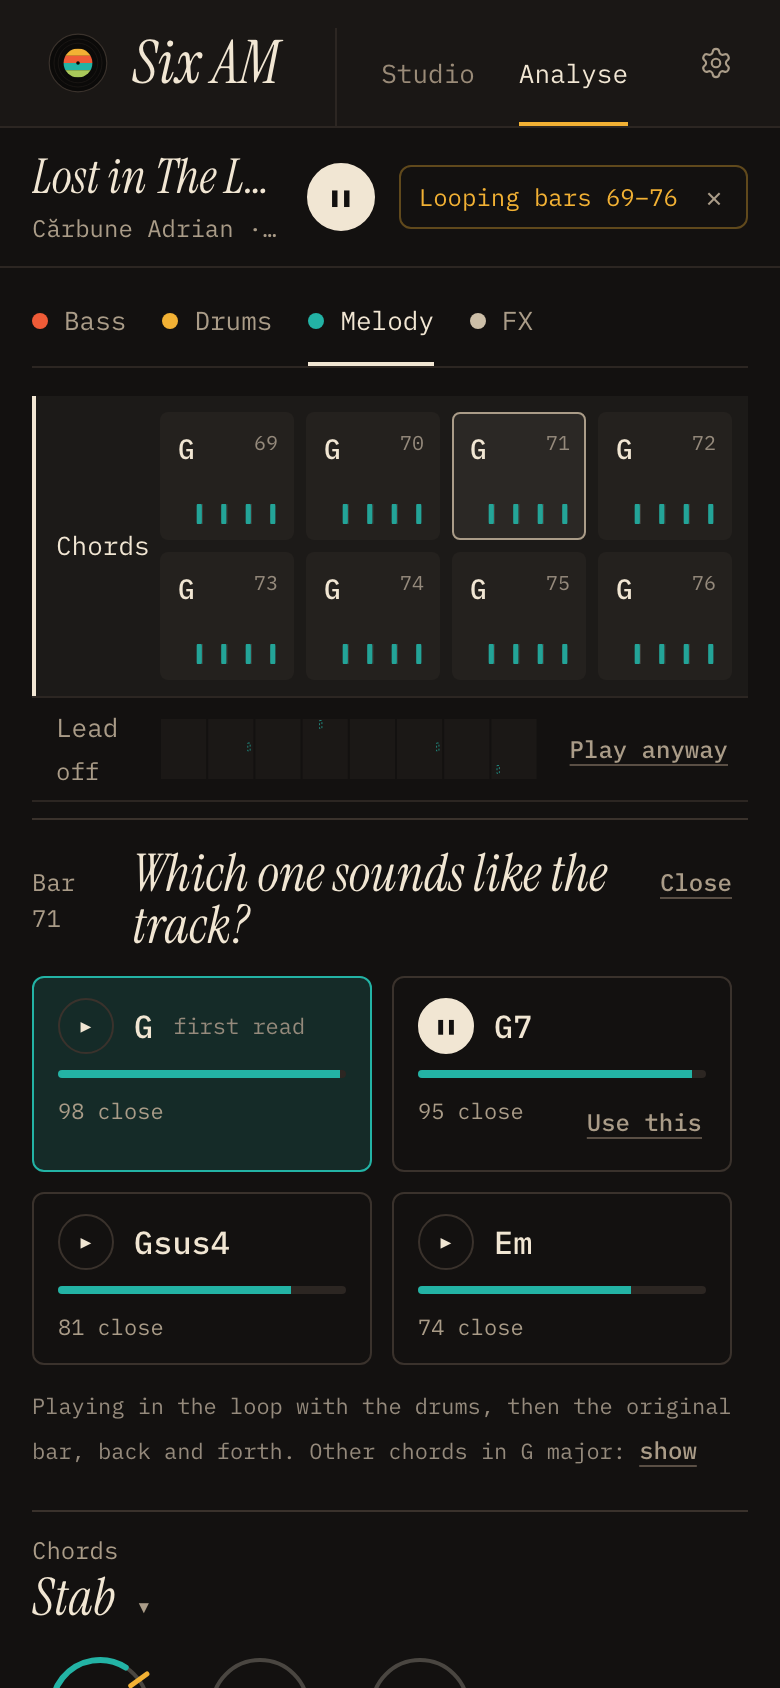 Six AM
Studio
Analyse
Lost in The L...
Cărbune Adrian ·…
Looping bars 69–76 ×
Bass
Drums
Melody
FX
Chords
G 69
G 70
G 71
G 72
G 73
G 74
G 75
G 76
Lead
off
Play anyway
Bar
71
Which one sounds like the
track?
Close
G first read
98 close
G7
95 close
Use this
Gsus4
81 close
Em
74 close
Playing in the loop with the drums, then the original
bar, back and forth. Other chords in G major: show
Chords
Stab ▾